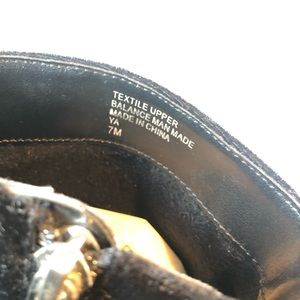 TEXTILE UPPER
BALANCE MAN MADE
MADE IN CHINA
YA
7M